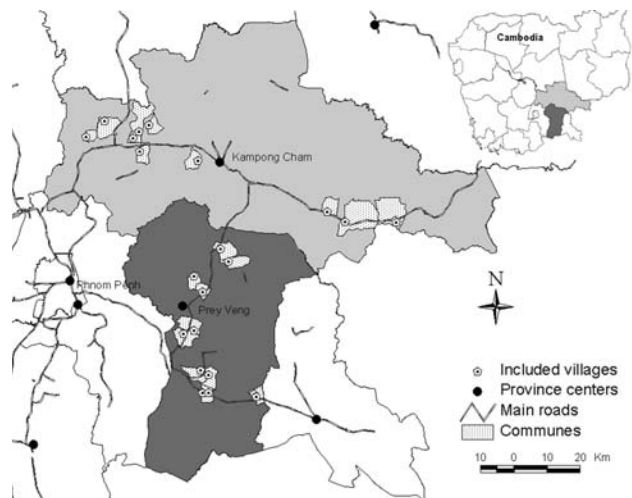 Cambodia
Kampong Cham
Phnom Penh
Prey Veng
N
Included villages
Province centers
Main roads
Communes
10 0 10 20 Km